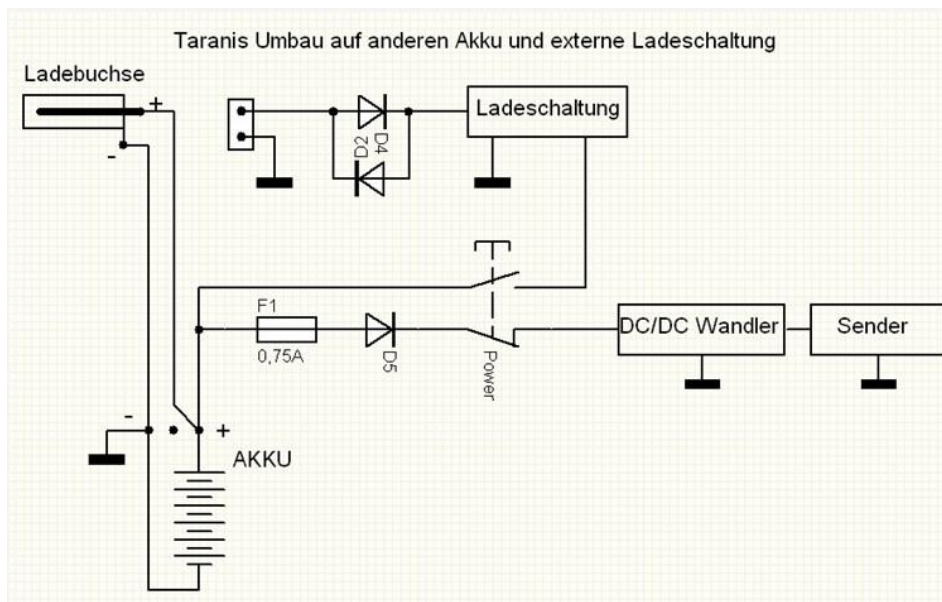 Taranis Umbau auf anderen Akku und externe Ladeschaltung
Ladebuchse
+
-
D2
D4
Ladeschaltung
F1
0,75A
D5
Power
DC/DC Wandler
Sender
-
+
AKKU